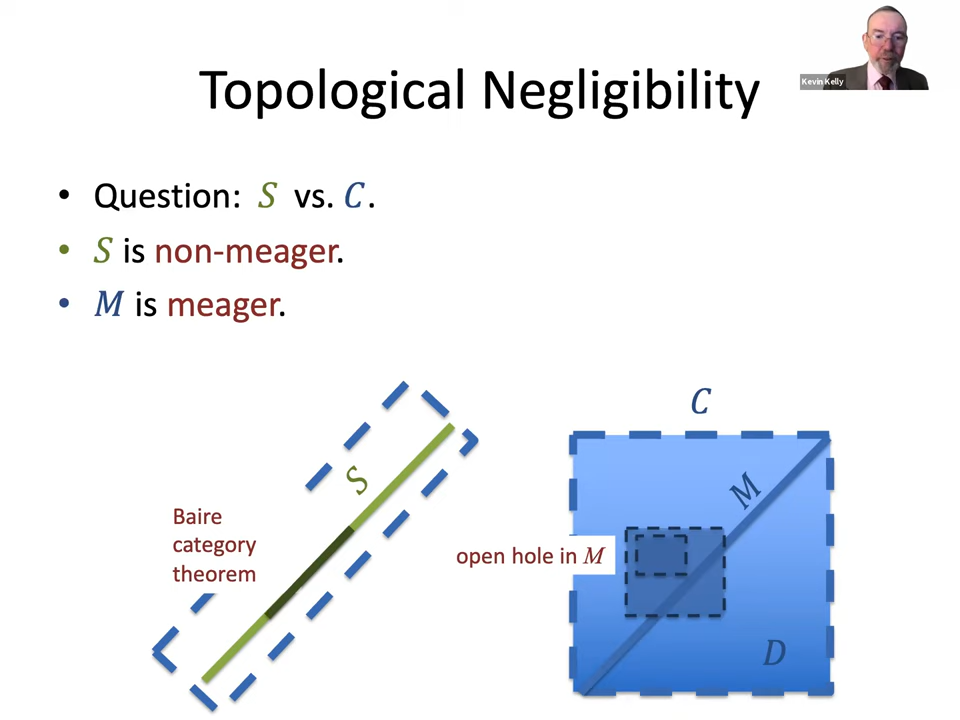 Kevin Kelly
Topological Negligibility
• Question: S vs. C.
• S is non-meager.
• M is meager.
C
S
M
Baire
category
theorem
open hole in M
D